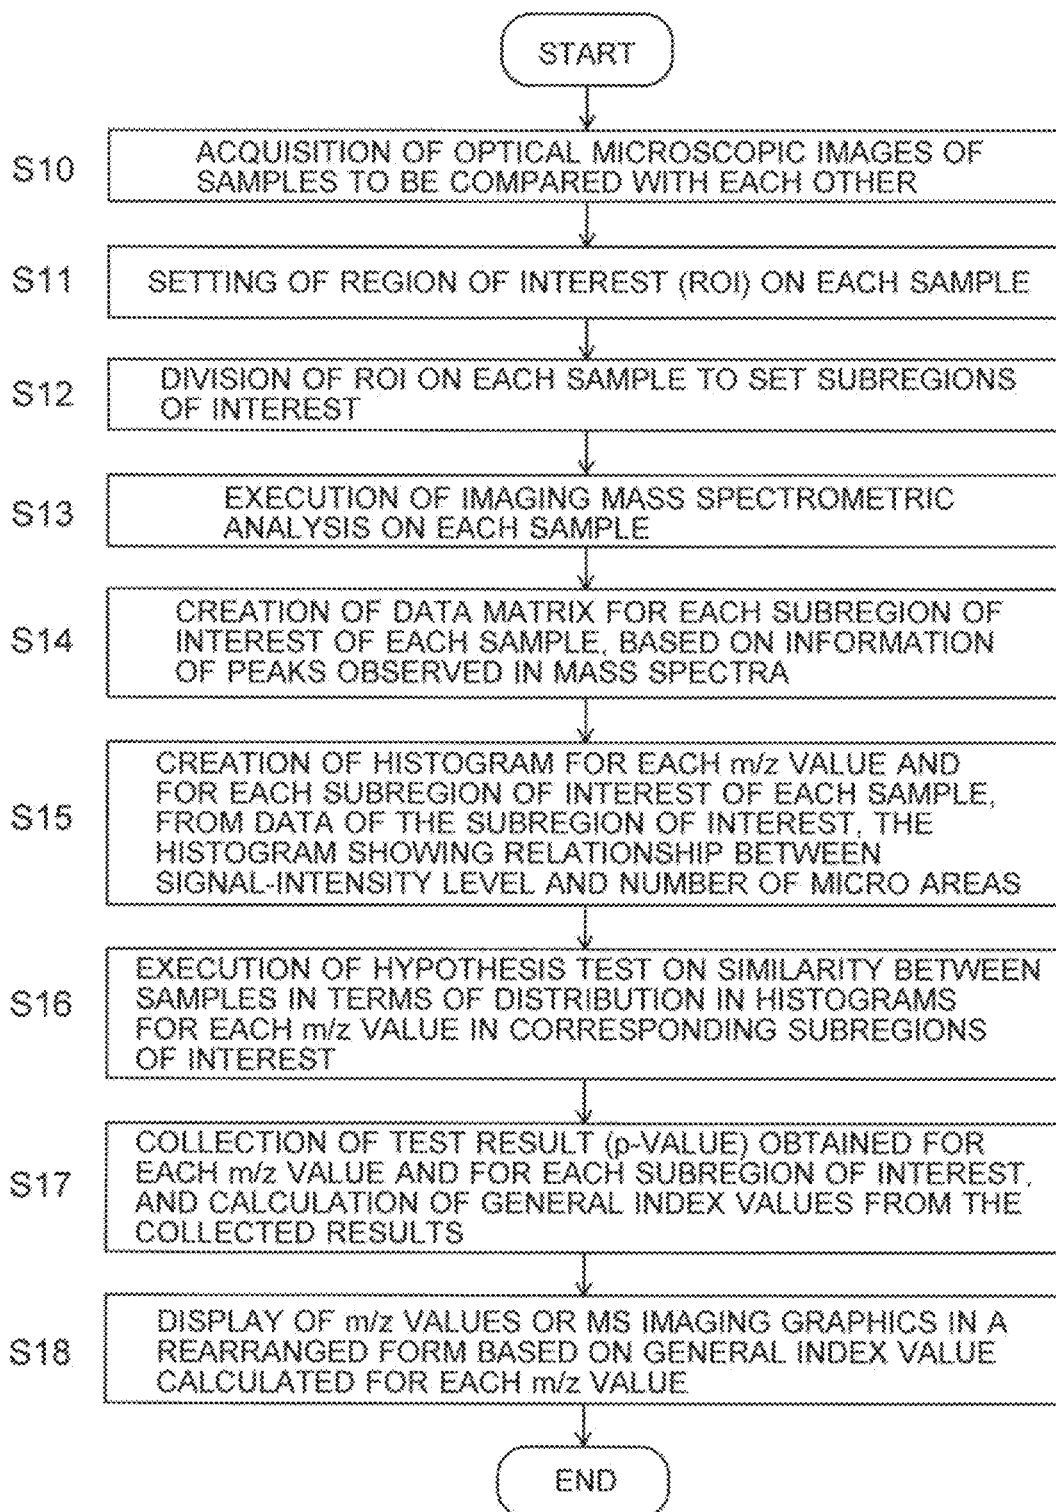 START
S10
ACQUISITION OF OPTICAL MICROSCOPIC IMAGES OF
SAMPLES TO BE COMPARED WITH EACH OTHER
S11
SETTING OF REGION OF INTEREST (ROI) ON EACH SAMPLE
S12
DIVISION OF ROI ON EACH SAMPLE TO SET SUBREGIONS
OF INTEREST
S13
EXECUTION OF IMAGING MASS SPECTROMETRIC
ANALYSIS ON EACH SAMPLE
S14
CREATION OF DATA MATRIX FOR EACH SUBREGION OF
INTEREST OF EACH SAMPLE, BASED ON INFORMATION
OF PEAKS OBSERVED IN MASS SPECTRA
S15
CREATION OF HISTOGRAM FOR EACH m/z VALUE AND
FOR EACH SUBREGION OF INTEREST OF EACH SAMPLE,
FROM DATA OF THE SUBREGION OF INTEREST, THE
HISTOGRAM SHOWING RELATIONSHIP BETWEEN
SIGNAL-INTENSITY LEVEL AND NUMBER OF MICRO AREAS
S16
EXECUTION OF HYPOTHESIS TEST ON SIMILARITY BETWEEN
SAMPLES IN TERMS OF DISTRIBUTION IN HISTOGRAMS
FOR EACH m/z VALUE IN CORRESPONDING SUBREGIONS
OF INTEREST
S17
COLLECTION OF TEST RESULT (p-VALUE) OBTAINED FOR
EACH m/z VALUE AND FOR EACH SUBREGION OF INTEREST,
AND CALCULATION OF GENERAL INDEX VALUES FROM THE
COLLECTED RESULTS
S18
DISPLAY OF m/z VALUES OR MS IMAGING GRAPHICS IN A
REARRANGED FORM BASED ON GENERAL INDEX VALUE
CALCULATED FOR EACH m/z VALUE
END